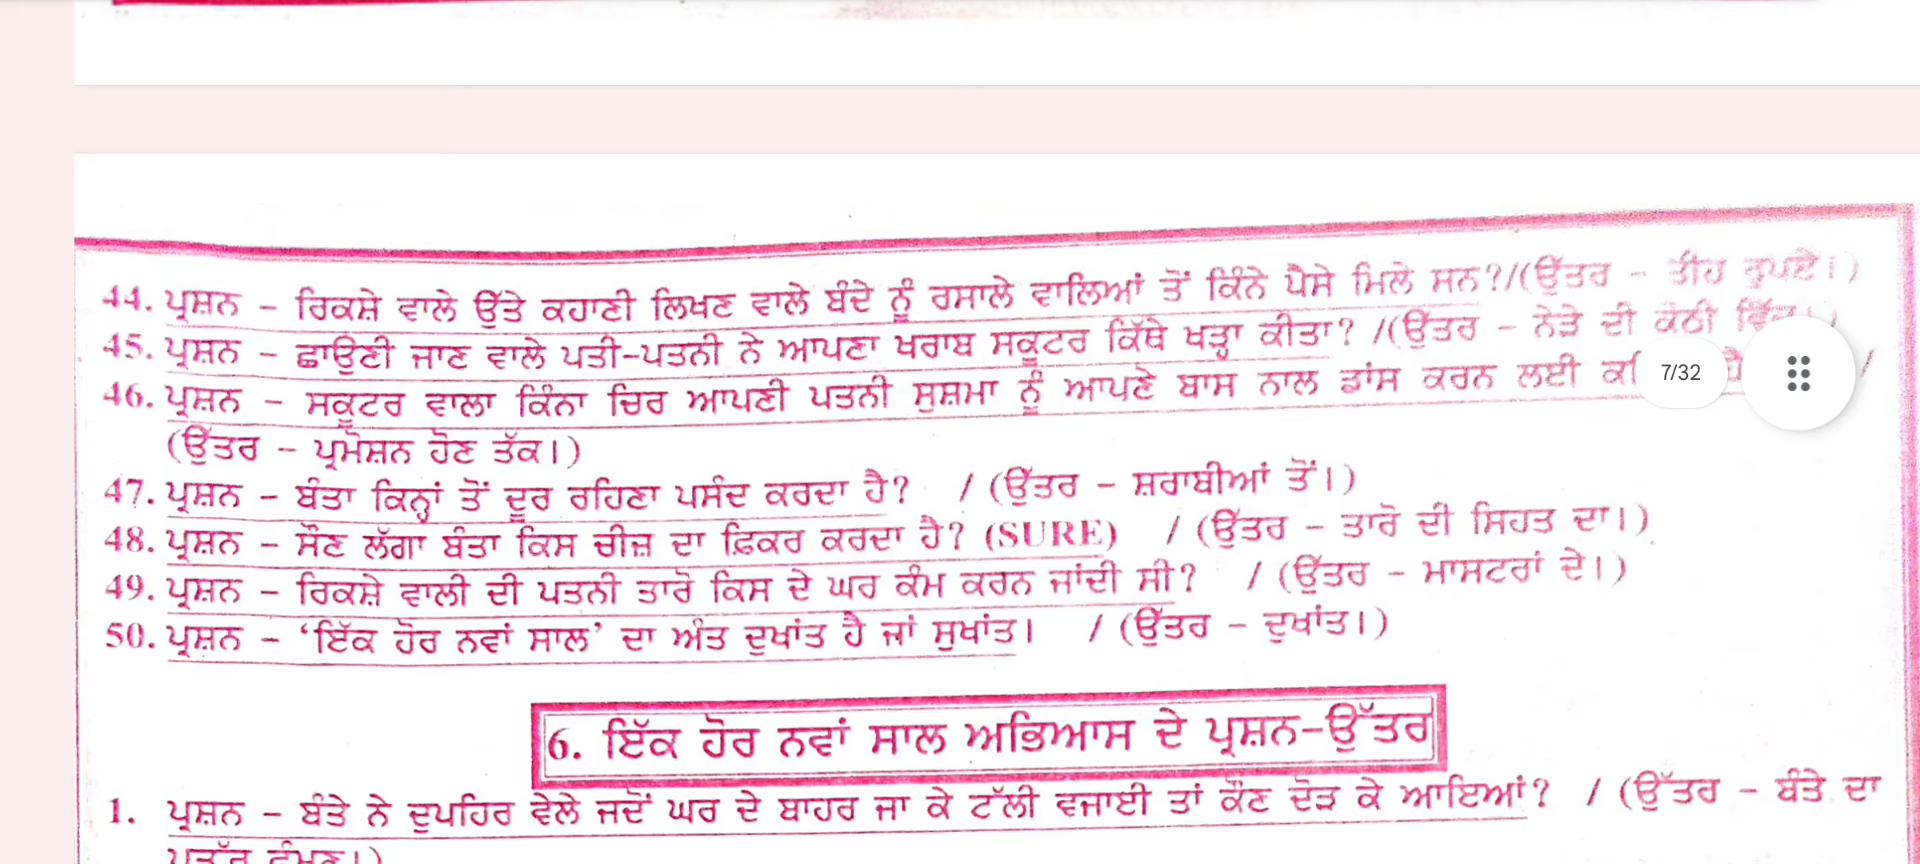 44. ਪ੍ਰਸ਼ਨ - ਰਿਕਸ਼ੇ ਵਾਲੇ ਉੱਤੇ ਕਹਾਣੀ ਲਿਖਣ ਵਾਲੇ ਬੰਦੇ ਨੂੰ ਰਸਾਲੇ ਵਾਲਿਆਂ ਤੋਂ ਕਿੰਨੇ ਪੈਸੇ ਮਿਲੇ ਸਨ?/(ਉੱਤਰ - ਤੀਹ ਰੁਪਏ।)
45. ਪ੍ਰਸ਼ਨ - ਛਾਉਣੀ ਜਾਣ ਵਾਲੇ ਪਤੀ-ਪਤਨੀ ਨੇ ਆਪਣਾ ਖਰਾਬ ਸਕੂਟਰ ਕਿੱਥੇ ਖੜ੍ਹਾ ਕੀਤਾ? /(ਉੱਤਰ - ਨੇੜੇ ਦੀ ਕੋਠੀ
46. ਪ੍ਰਸ਼ਨ - ਸਕੂਟਰ ਵਾਲਾ ਕਿੰਨਾ ਚਿਰ ਆਪਣੀ ਪਤਨੀ ਸੁਸ਼ਮਾ ਨੂੰ ਆਪਣੇ ਬਾਸ ਨਾਲ ਡਾਂਸ ਕਰਨ ਲਈ /
7/32
(ਉੱਤਰ - ਪ੍ਰਮੋਸ਼ਨ ਹੋਣ ਤੱਕ।)
47. ਪ੍ਰਸ਼ਨ - ਬੰਤਾ ਕਿਨ੍ਹਾਂ ਤੋਂ ਦੂਰ ਰਹਿਣਾ ਪਸੰਦ ਕਰਦਾ ਹੈ? / (ਉੱਤਰ - ਸ਼ਰਾਬੀਆਂ ਤੋਂ।)
48. ਪ੍ਰਸ਼ਨ - ਸੌਣ ਲੱਗਾ ਬੰਤਾ ਕਿਸ ਚੀਜ਼ ਦਾ ਫ਼ਿਕਰ ਕਰਦਾ ਹੈ? (SURE) / (ਉੱਤਰ - ਤਾਰੋ ਦੀ ਸਿਹਤ ਦਾ।)
49. ਪ੍ਰਸ਼ਨ - ਰਿਕਸ਼ੇ ਵਾਲੀ ਦੀ ਪਤਨੀ ਤਾਰੋ ਕਿਸ ਦੇ ਘਰ ਕੰਮ ਕਰਨ ਜਾਂਦੀ ਸੀ? / (ਉੱਤਰ - ਮਾਸਟਰਾਂ ਦੇ।)
50. ਪ੍ਰਸ਼ਨ - ‘ਇੱਕ ਹੋਰ ਨਵਾਂ ਸਾਲ’ ਦਾ ਅੰਤ ਦੁਖਾਂਤ ਹੈ ਜਾਂ ਸੁਖਾਂਤ। / (ਉੱਤਰ - ਦੁਖਾਂਤ।)
6. ਇੱਕ ਹੋਰ ਨਵਾਂ ਸਾਲ ਅਭਿਆਸ ਦੇ ਪ੍ਰਸ਼ਨ-ਉੱਤਰ
1. ਪ੍ਰਸ਼ਨ - ਬੰਤੇ ਨੇ ਦੁਪਹਿਰ ਵੇਲੇ ਜਦੋਂ ਘਰ ਦੇ ਬਾਹਰ ਜਾ ਕੇ ਟੱਲੀ ਵਜਾਈ ਤਾਂ ਕੌਣ ਦੌੜ ਕੇ ਆਇਆਂ? / (ਉੱਤਰ - ਬੰਤੇ ਦਾ